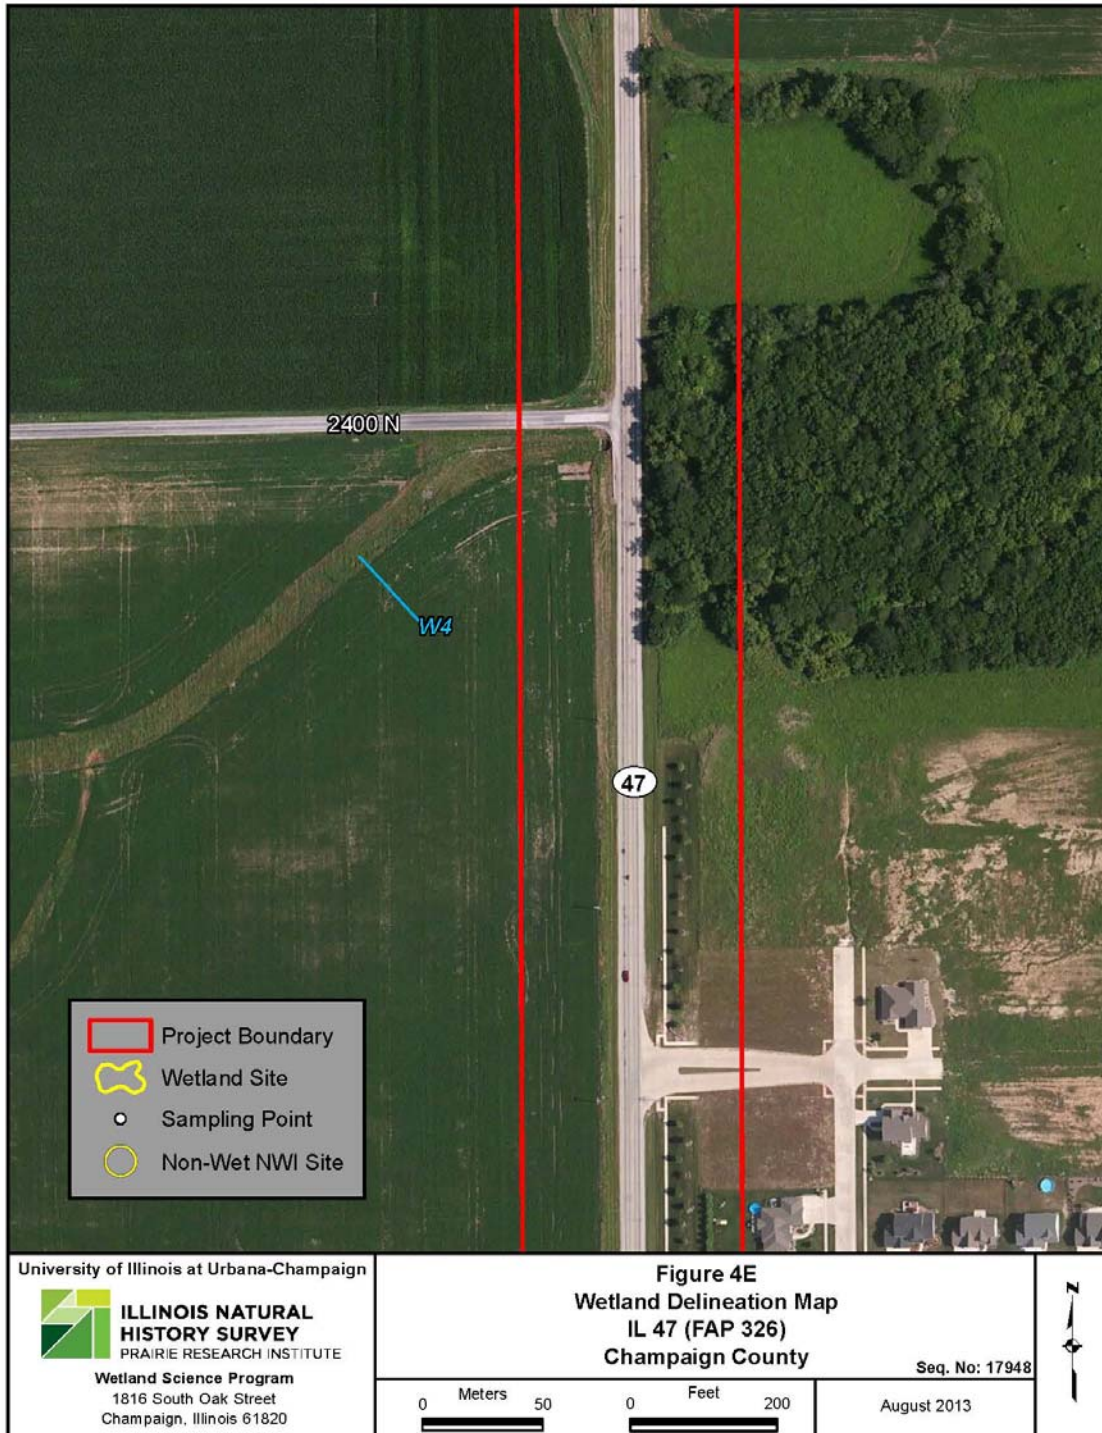 2400 N
W4
47
Project Boundary
Wetland Site
Sampling Point
Non-Wet NWI Site
University of Illinois at Urbana-Champaign
ILLINOIS NATURAL
HISTORY SURVEY
PRAIRIE RESEARCH INSTITUTE
Wetland Science Program
1816 South Oak Street
Champaign, Illinois 61820
Figure 4E
Wetland Delineation Map
IL 47 (FAP 326)
Champaign County
Seq. No: 17948
Meters
0 50
Feet
0 200
August 2013
N